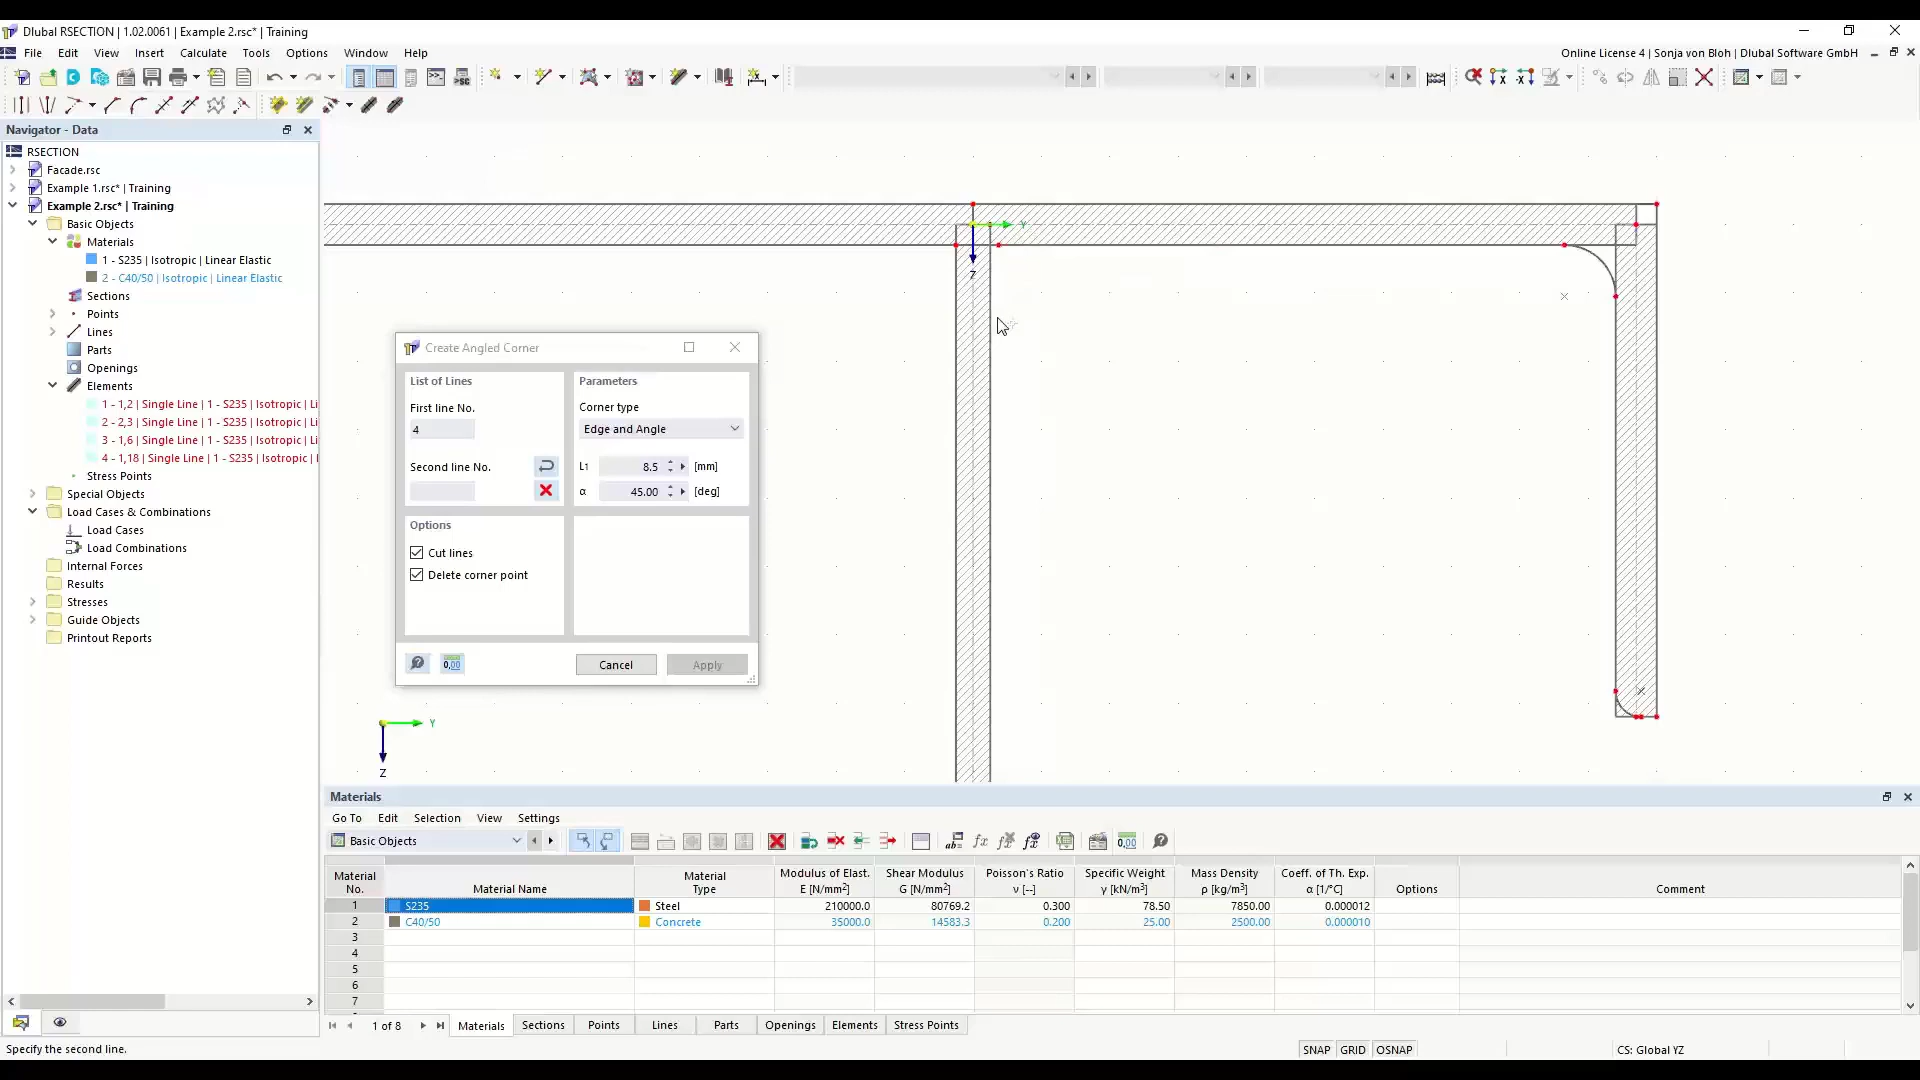 Dlubal RSECTION | 1.02.0061 | Example 2.rsc* | Training
File Edit View Insert Calculate Tools Options Window Help
Online License 4 | Sonja von Bloh | Dlubal Software GmbH
Navigator - Data
RSECTION
Facade.rsc
Example 1.rsc* | Training
Example 2.rsc* | Training
Basic Objects
Materials
1 - S235 | Isotropic | Linear Elastic
2 - C40/50 | Isotropic | Linear Elastic
Sections
Points
Lines
Parts
Openings
Elements
1 - 1,2 | Single Line | 1 - S235 | Isotropic | Li
2 - 2,3 | Single Line | 1 - S235 | Isotropic | Li
3 - 1,6 | Single Line | 1 - S235 | Isotropic | Li
4 - 1,18 | Single Line | 1 - S235 | Isotropic | l
Stress Points
Special Objects
Load Cases & Combinations
Load Cases
Load Combinations
Internal Forces
Results
Stresses
Guide Objects
Printout Reports
Y
Z
Create Angled Corner
List of Lines
Parameters
First line No.
Corner type
4
Edge and Angle
Second line No.
L1 8.5 [mm]
α 45.00 [deg]
Options
Cut lines
Delete corner point
0,00
Cancel Apply
Y
Z
Materials
Go To Edit Selection View Settings
Basic Objects
Material No. Material Name Material Type Modulus of Elast. E [N/mm2] Shear Modulus G [N/mm2] Poisson's Ratio ν [--] Specific Weight γ [kN/m3] Mass Density ρ [kg/m3] Coeff. of Th. Exp. α [1/°C] Options Comment
1 S235 Steel 210000.0 80769.2 0.300 78.50 7850.00 0.000012
2 C40/50 Concrete 35000.0 14583.3 0.200 25.00 2500.00 0.000010
3
4
5
6
7
1 of 8 Materials Sections Points Lines Parts Openings Elements Stress Points
Specify the second line.
SNAP GRID OSNAP
CS: Global YZ